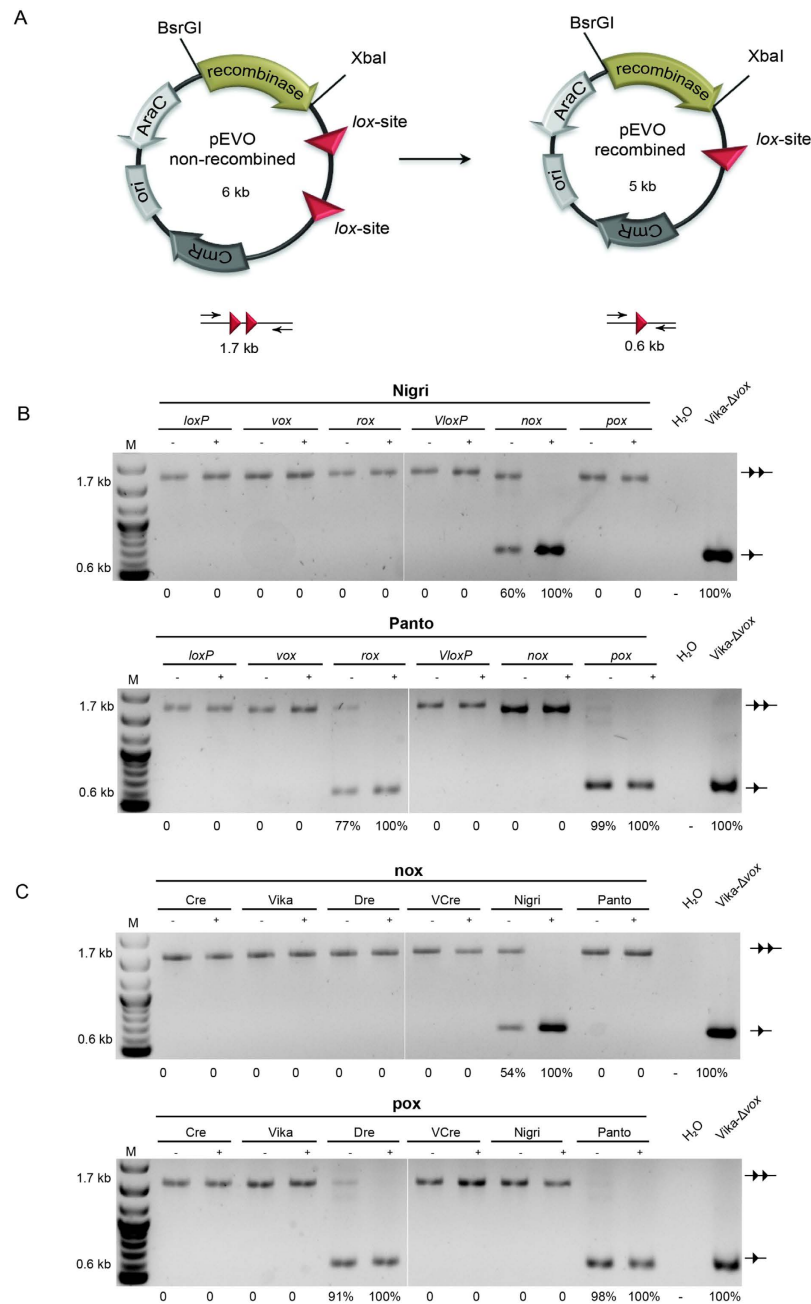 A
BsrGI
recombinase
XbaI
AraC
pEVO
non-recombined
lox-site
ori
6 kb
lox-site
CmR
1.7 kb
BsrGI
recombinase
XbaI
AraC
pEVO
recombined
lox-site
ori
5 kb
CmR
0.6 kb
B
Nigri
loxP vox rox VloxP nox pox H₂O Vika-Δvox
M - + - + - + - + - + - +
1.7 kb
0.6 kb
0 0 0 0 0 0 0 0 60% 100% 0 0 - 100%
Panto
loxP vox rox VloxP nox pox H₂O Vika-Δvox
M - + - + - + - + - + - +
1.7 kb
0.6 kb
0 0 0 0 77% 100% 0 0 0 0 99% 100% - 100%
C
nox
Cre Vika Dre VCre Nigri Panto H₂O Vika-Δvox
M - + - + - + - + - + - +
1.7 kb
0.6 kb
0 0 0 0 0 0 0 0 54% 100% 0 0 - 100%
pox
Cre Vika Dre VCre Nigri Panto H₂O Vika-Δvox
M - + - + - + - + - + - +
1.7 kb
0.6 kb
0 0 0 0 91% 100% 0 0 0 0 98% 100% - 100%